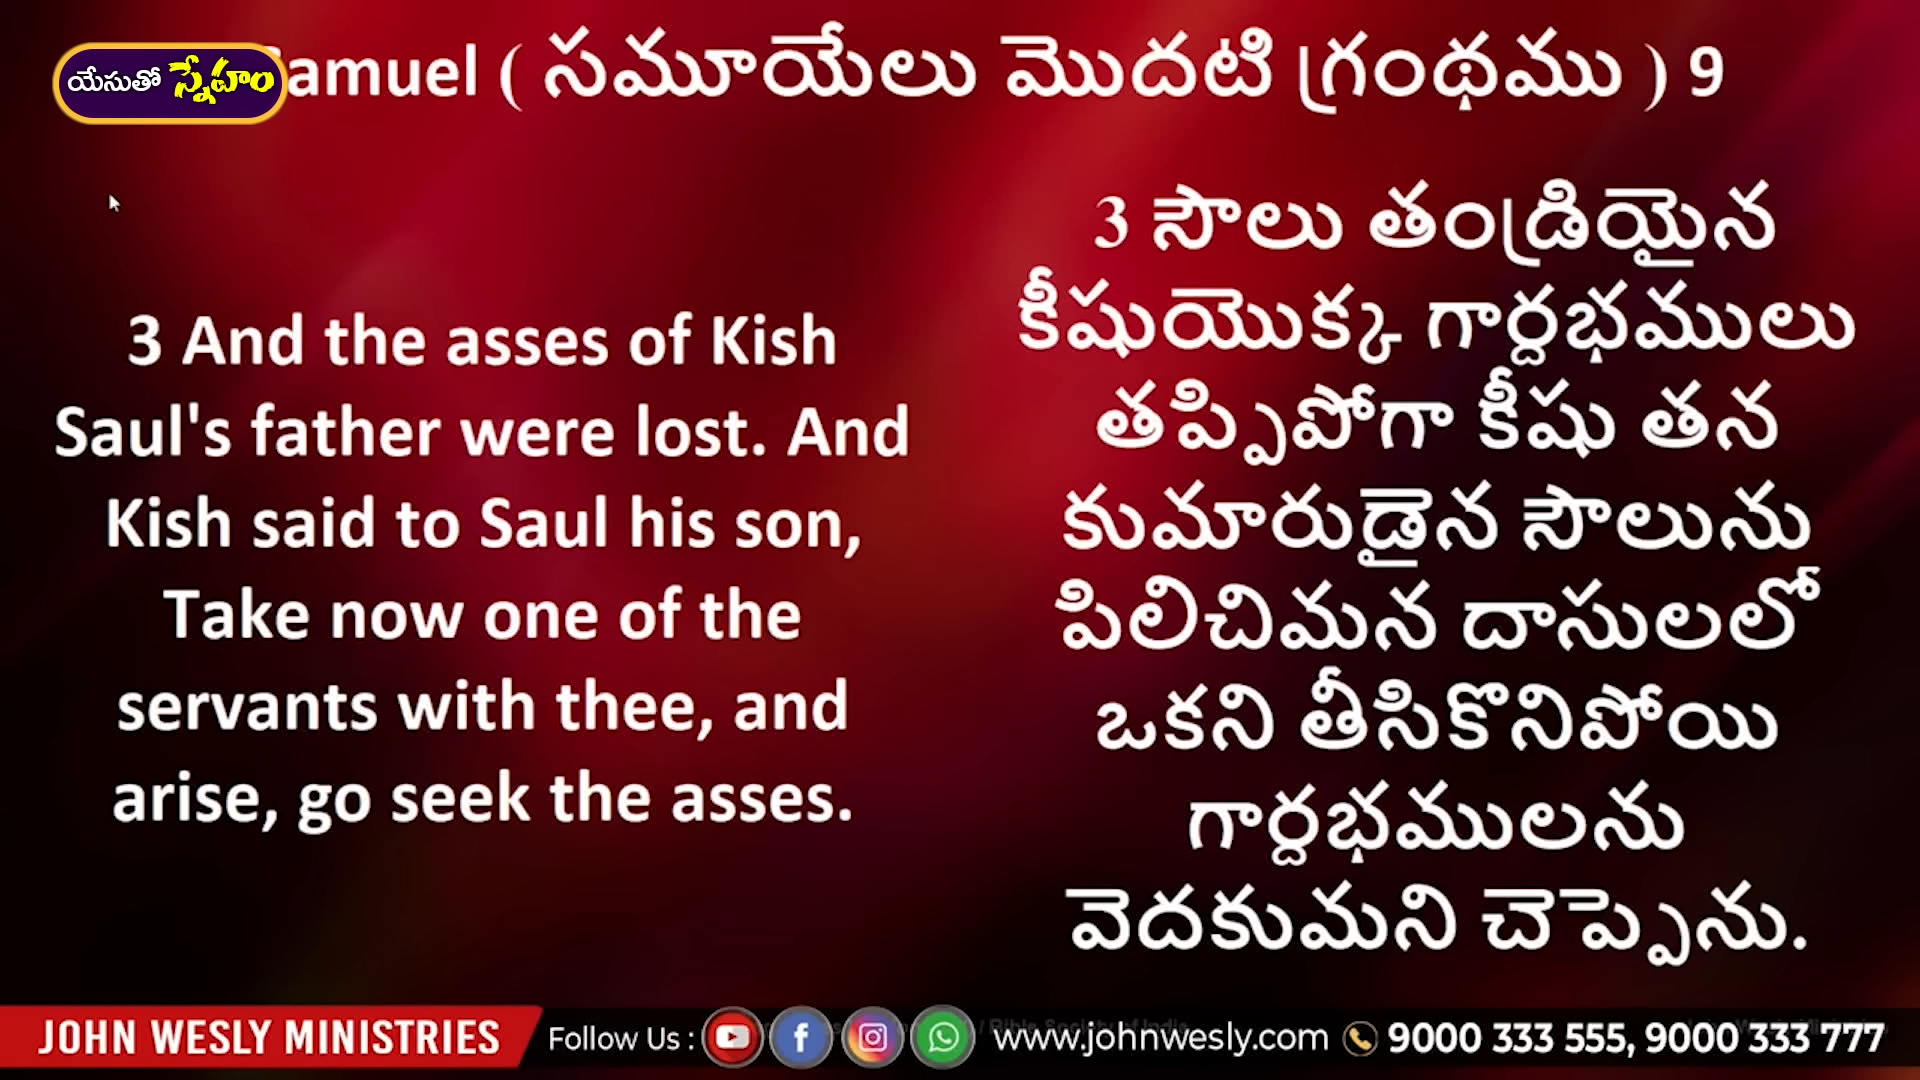 యేసుతో స్నేహం
amuel ( సమూయేలు మొదటి గ్రంథము ) 9
3 And the asses of Kish
Saul's father were lost. And
Kish said to Saul his son,
Take now one of the
servants with thee, and
arise, go seek the asses.
3 సౌలు తండ్రియైన
కీషుయొక్క గార్దభములు
తప్పిపోగా కీషు తన
కుమారుడైన సౌలును
పిలిచిమన దాసులలో
ఒకని తీసికొనిపోయి
గార్దభములను
వెదకుమని చెప్పెను.
JOHN WESLY MINISTRIES
Follow Us : www.johnwesly.com 9000 333 555, 9000 333 777